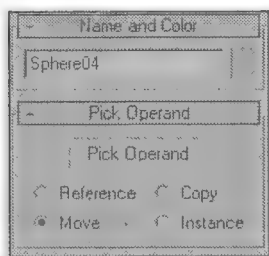 - Name and Color
Sphere04
- Pick Operand
Pick Operand
Reference Copy
Move Instance